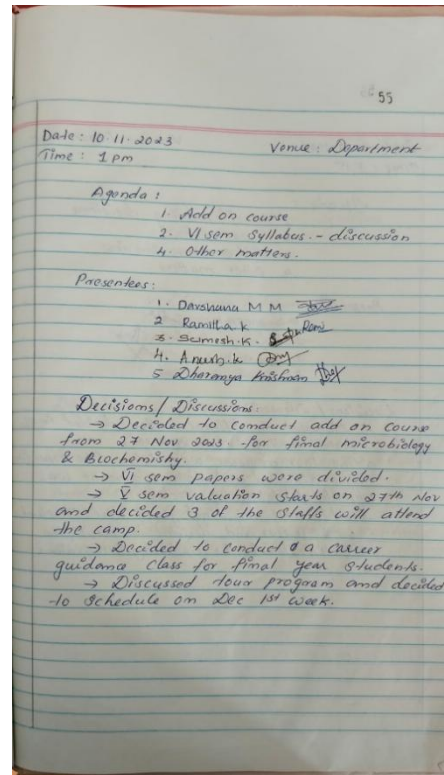 55
Date : 10.11.2023 Venue : Department
Time : 1 pm
Agenda :
1. Add on course
2. VI sem Syllabus. - discussion
4. Other matters.
Presentees :
1. Darshana M M
2 Ramitha.k
3. Sumesh.K.
4. Anush.k
5 Dharanya Krishnan
Decisions/Discussions:
→ Decided to conduct add on course
from 27 Nov 2023. for final microbiology
& Biochemishy.
→ VI sem papers were divided.
→ V sem valuation starts on 27th Nov
and decided 3 of the staffs will attend
the camp.
→ Decided to conduct a career
guidance class for final year students.
→ Discussed tour program and decided
to schedule on Dec 1st week.